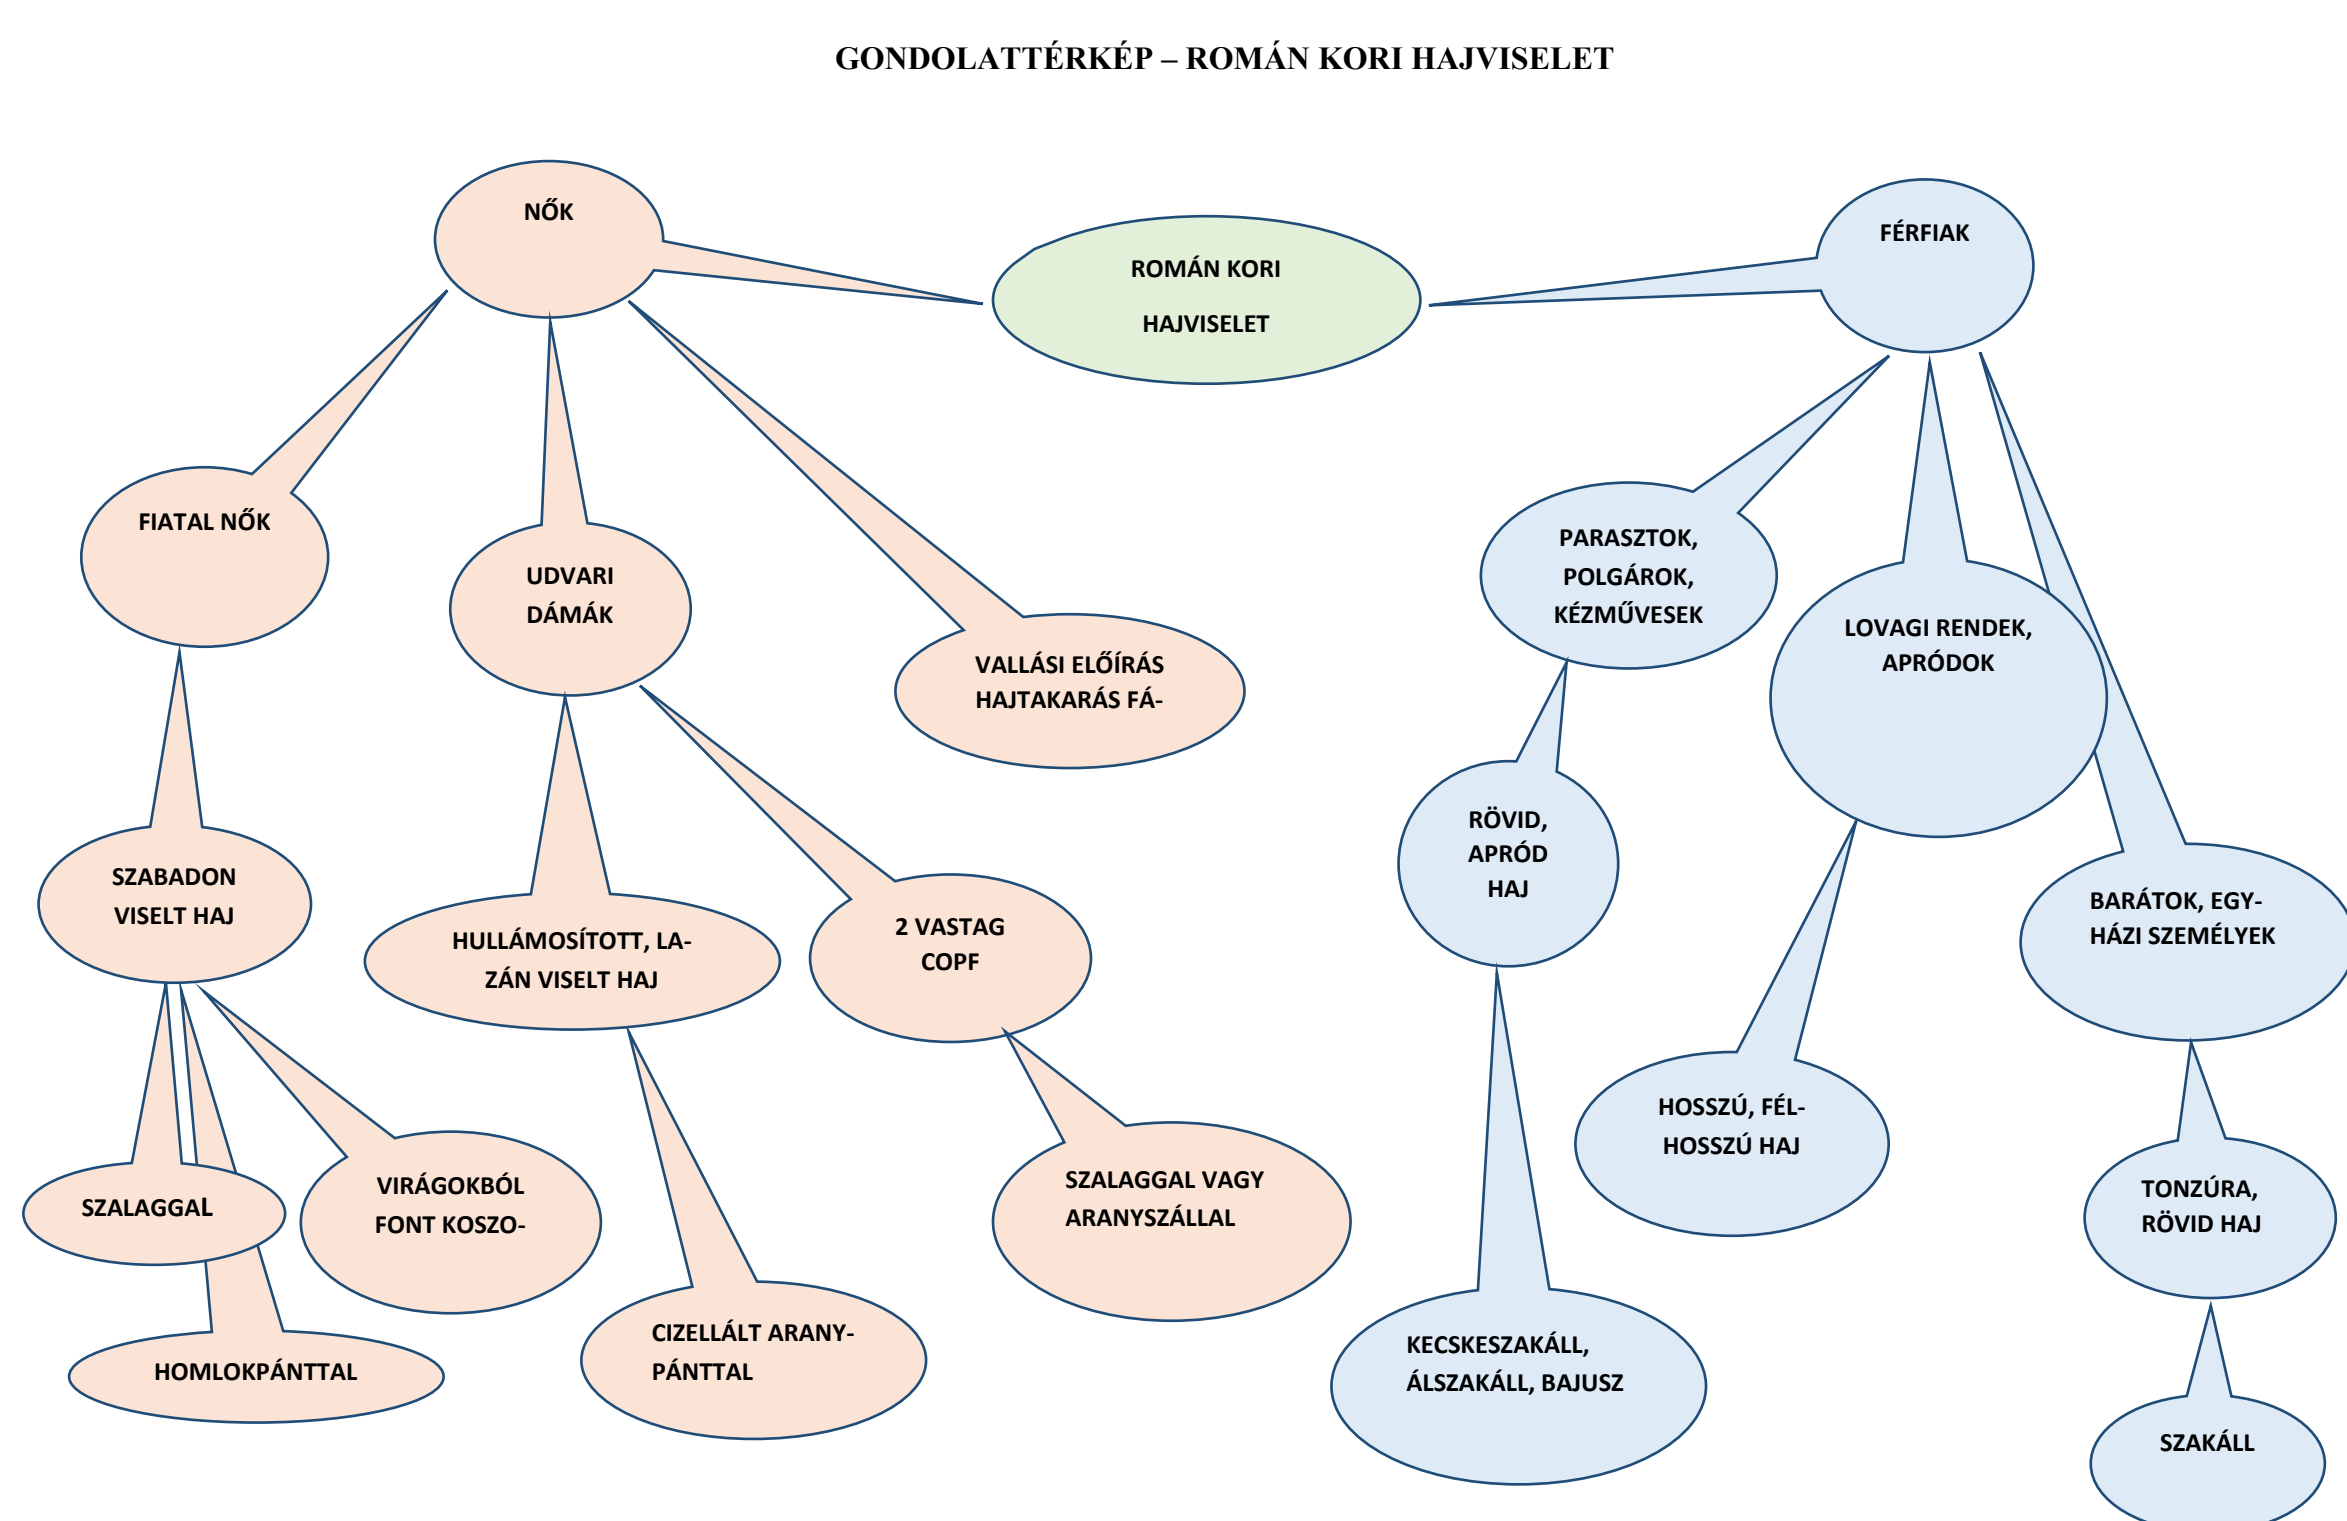 GONDOLATTÉRKÉP – ROMÁN KORI HAJVISELET
NŐK
ROMÁN KORI
HAJVISELET
FÉRFIAK
FIATAL NŐK
UDVARI
DÁMÁK
VALLÁSI ELŐÍRÁS
HAJTAKARÁS FÁ-
PARASZTOK,
POLGÁROK,
KÉZMŰVESEK
LOVAGI RENDEK,
APRÓDOK
SZABADON
VISELT HAJ
HULLÁMOSÍTOTT, LA-
ZÁN VISELT HAJ
2 VASTAG
COPF
RÖVID,
APRÓD
HAJ
BARÁTOK, EGY-
HÁZI SZEMÉLYEK
SZALAGGAL
VIRÁGOKBÓL
FONT KOSZO-
SZALAGGAL VAGY
ARANYSZÁLLAL
HOSSZÚ, FÉL-
HOSSZÚ HAJ
TONZÚRA,
RÖVID HAJ
HOMLOKPÁNTTAL
CIZELLÁLT ARANY-
PÁNTTAL
KECSKESZAKÁLL,
ÁLSZAKÁLL, BAJUSZ
SZAKÁLL